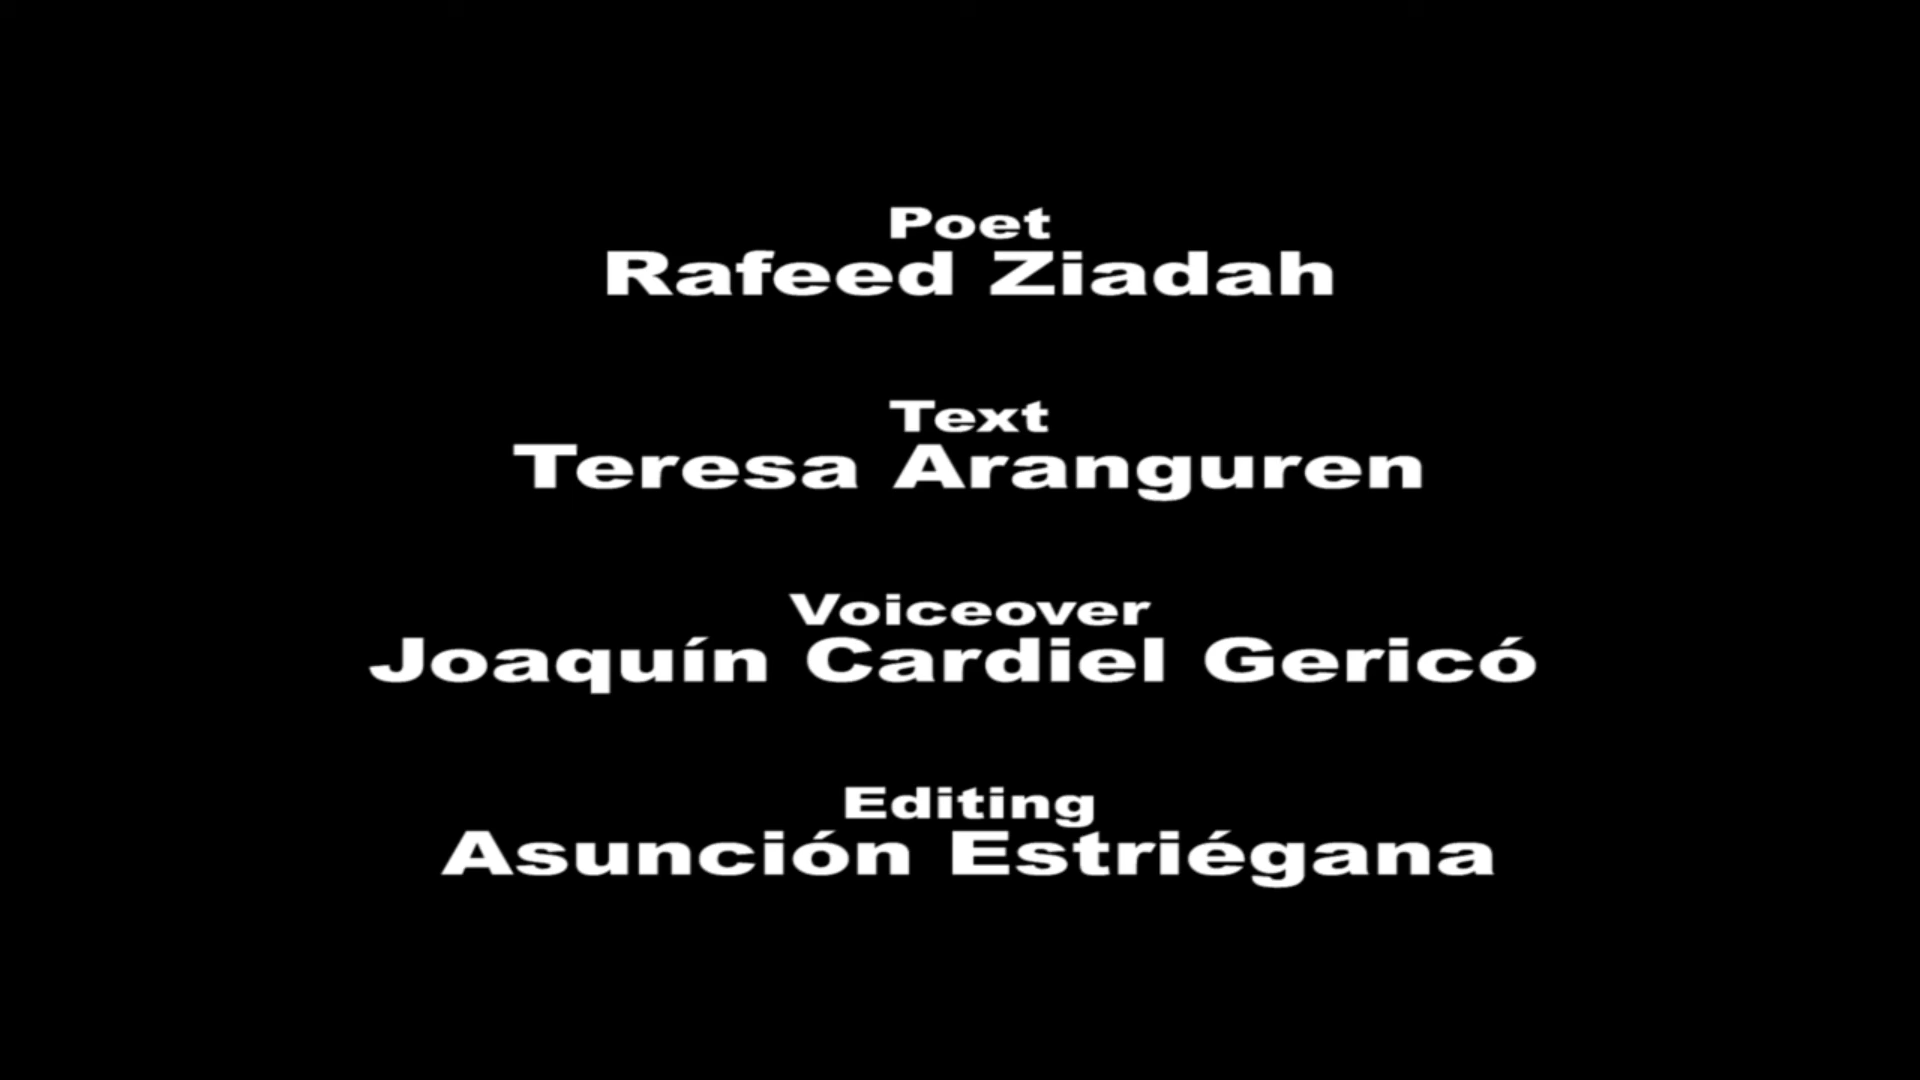 Poet
Rafeed Ziadah
Text
Teresa Aranguren
Voiceover
Joaquín Cardiel Gericó
Editing
Asunción Estriégana